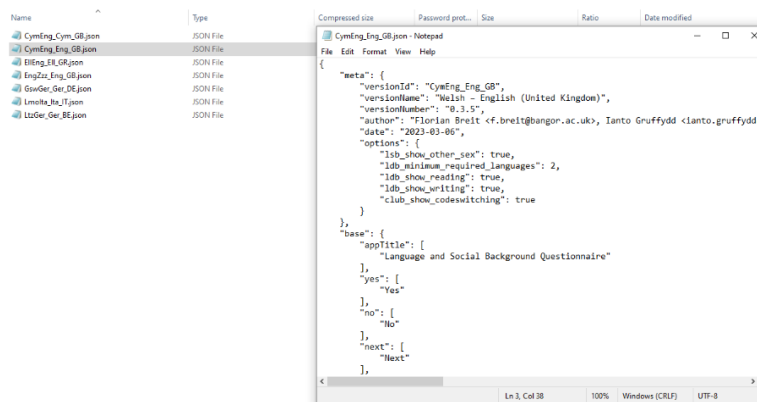 Name Type Compressed size Password prot... Size Ratio Date modified
CymEng_Cym_GB.json JSON File
CymEng_Eng_GB.json JSON File
EllEng_Ell_GR.json JSON File
EngZzz_Eng_GB.json JSON File
GswGer_Ger_DE.json JSON File
LmoIta_Ita_IT.json JSON File
LtzGer_Ger_BE.json JSON File
CymEng_Eng_GB.json - Notepad
File Edit Format View Help
{
"meta": {
"versionId": "CymEng_Eng_GB",
"versionName": "Welsh – English (United Kingdom)",
"versionNumber": "0.3.5",
"author": "Florian Breit <f.breit@bangor.ac.uk>, Ianto Gruffydd <ianto.gruffydd
"date": "2023-03-06",
"options": {
"lsb_show_other_sex": true,
"ldb_minimum_required_languages": 2,
"ldb_show_reading": true,
"ldb_show_writing": true,
"club_show_codeswitching": true
}
},
"base": {
"appTitle": [
"Language and Social Background Questionnaire"
],
"yes": [
"Yes"
],
"no": [
"No"
],
"next": [
"Next"
],
Ln 3, Col 38 100% Windows (CRLF) UTF-8